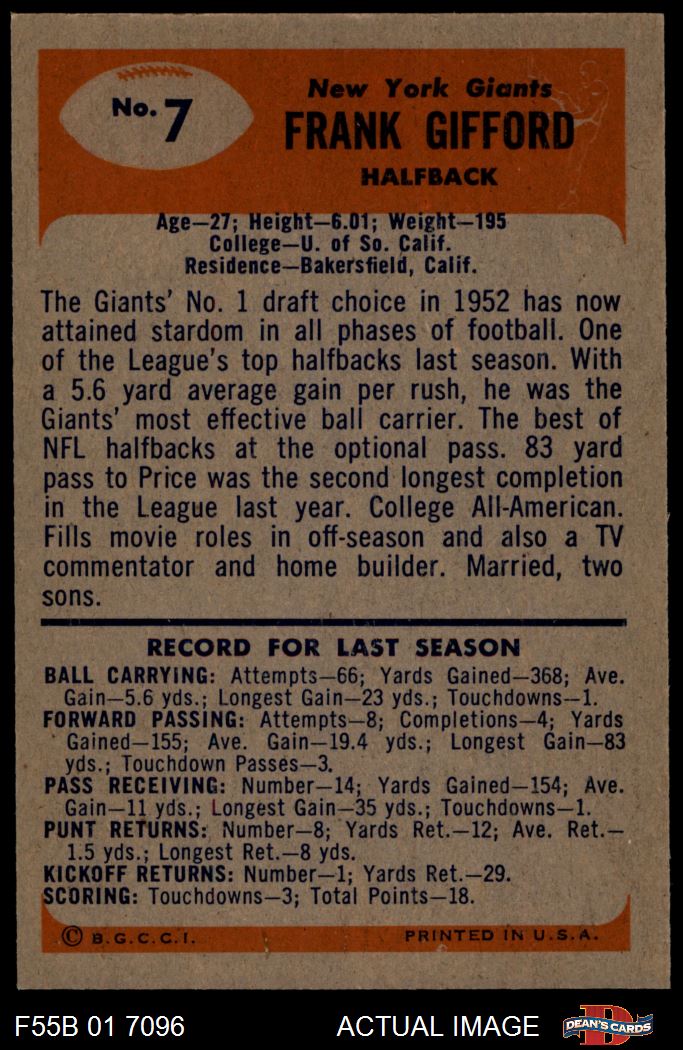 No. 7
New York Giants
FRANK GIFFORD
HALFBACK
Age—27; Height—6.01; Weight—195
College—U. of So. Calif.
Residence—Bakersfield, Calif.
The Giants' No. 1 draft choice in 1952 has now
attained stardom in all phases of football. One
of the League's top halfbacks last season. With
a 5.6 yard average gain per rush, he was the
Giants' most effective ball carrier. The best of
NFL halfbacks at the optional pass. 83 yard
pass to Price was the second longest completion
in the League last year. College All-American.
Fills movie roles in off-season and also a TV
commentator and home builder. Married, two
sons.
RECORD FOR LAST SEASON
BALL CARRYING: Attempts—66; Yards Gained—368; Ave.
Gain—5.6 yds.; Longest Gain—23 yds.; Touchdowns—1.
FORWARD PASSING: Attempts—8; Completions—4; Yards
Gained—155; Ave. Gain—19.4 yds.; Longest Gain—83
yds.; Touchdown Passes—3.
PASS RECEIVING: Number—14; Yards Gained—154; Ave.
Gain—11 yds.; Longest Gain—35 yds.; Touchdowns—1.
PUNT RETURNS: Number—8; Yards Ret.—12; Ave. Ret.—
1.5 yds.; Longest Ret.—8 yds.
KICKOFF RETURNS: Number—1; Yards Ret.—29.
SCORING: Touchdowns—3; Total Points—18.
© B.G.C.C.I. PRINTED IN U.S.A.
F55B 01 7096 ACTUAL IMAGE D DEAN'S CARDS